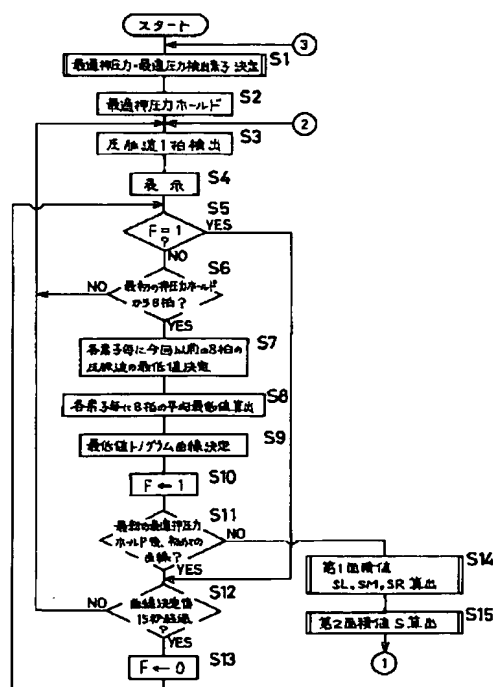 スタート
③
最適押圧力・最適圧力検出素子決定
S1
最適押圧力ホールド
S2
②
圧脈波1拍検出
S3
表示
S4
S5
F=1
?
YES
NO
S6
最初の押圧力ホールド
から8拍?
NO
YES
S7
各素子毎に今回以前の8拍の
圧脈波の最低値決定
S8
各素子毎に8拍の平均最低値算出
S9
最低値トノグラム曲線決定
S10
F←1
S11
最初の最適押圧力
ホールド後、初めての
曲線?
NO
YES
S14
第1面積値
SL,SM,SR算出
S12
曲線決定後
15秒経過
?
NO
YES
S15
第2面積値S算出
①
S13
F←0